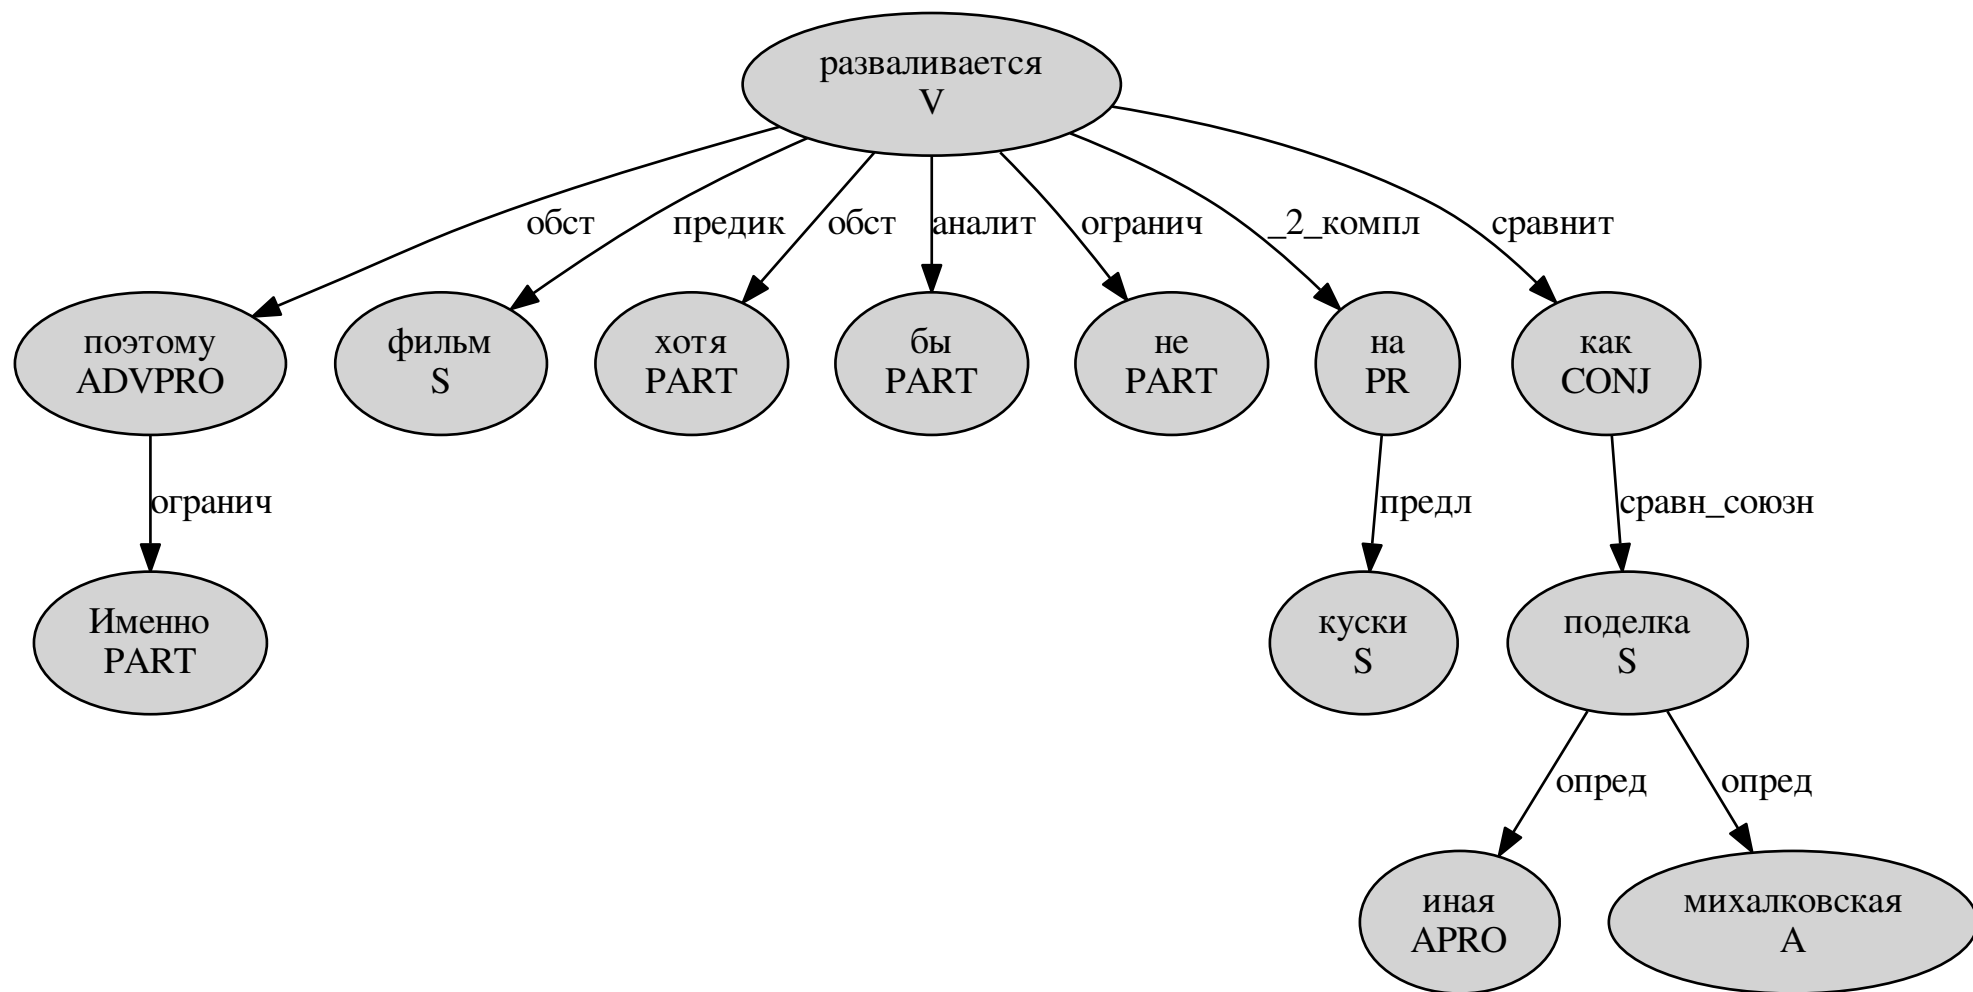 разваливается
V
обст
предик
обст
аналит
огранич
_2_компл
сравнит
поэтому
ADVPRO
фильм
S
хотя
PART
бы
PART
не
PART
на
PR
как
CONJ
огранич
предл
сравн_союзн
Именно
PART
куски
S
поделка
S
опред
опред
иная
APRO
михалковская
A